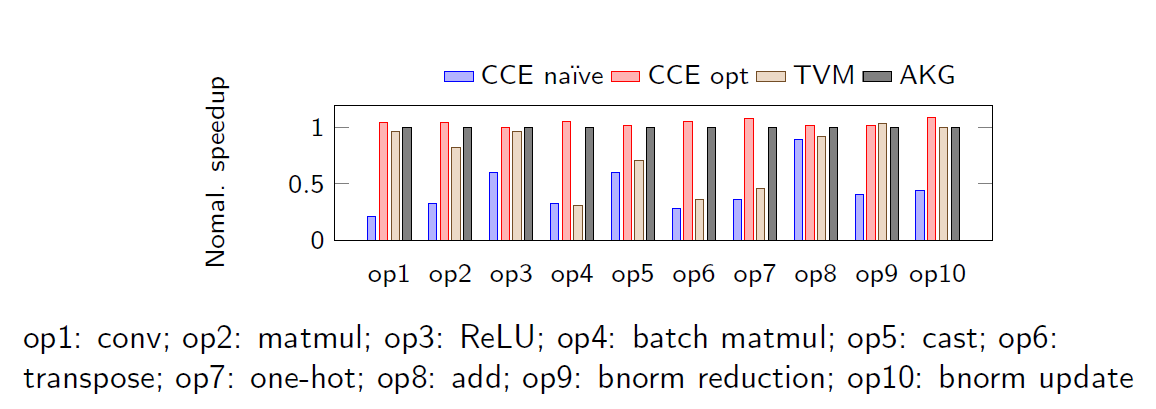 CCE naïve CCE opt TVM AKG
Nomal. speedup
1
0.5
0
op1 op2 op3 op4 op5 op6 op7 op8 op9 op10
op1: conv; op2: matmul; op3: ReLU; op4: batch matmul; op5: cast; op6:
transpose; op7: one-hot; op8: add; op9: bnorm reduction; op10: bnorm update